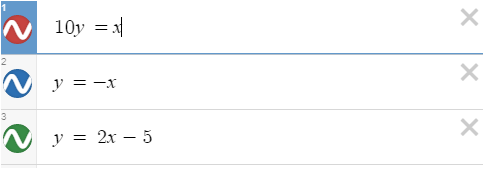 1
10y = x
2
y = −x
3
y = 2x − 5